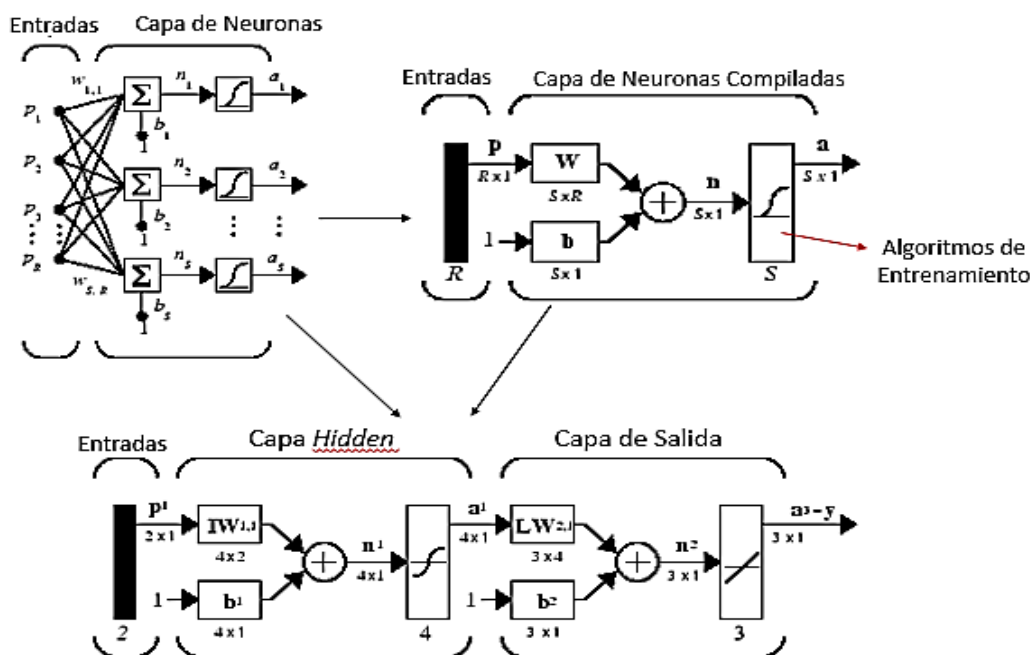 Entradas
Capa de Neuronas
w1,1
n1
a1
Σ
p1
b1
1
p2
n2
a2
Σ
p3
b2
1
pR
nS
aS
wS,R
Σ
bS
1
Entradas
Capa de Neuronas Compiladas
p
W
a
R x 1
S x R
n
S x 1
+
S x 1
1
b
R
S x 1
S
Algoritmos de
Entrenamiento
Entradas
Capa Hidden
Capa de Salida
p1
IW1,1
a1
LW2,1
a3-y
2 x 1
4 x 2
n1
4 x 1
3 x 4
n2
3 x 1
+
4 x 1
+
3 x 1
1
b1
1
b2
2
4 x 1
4
3 x 1
3